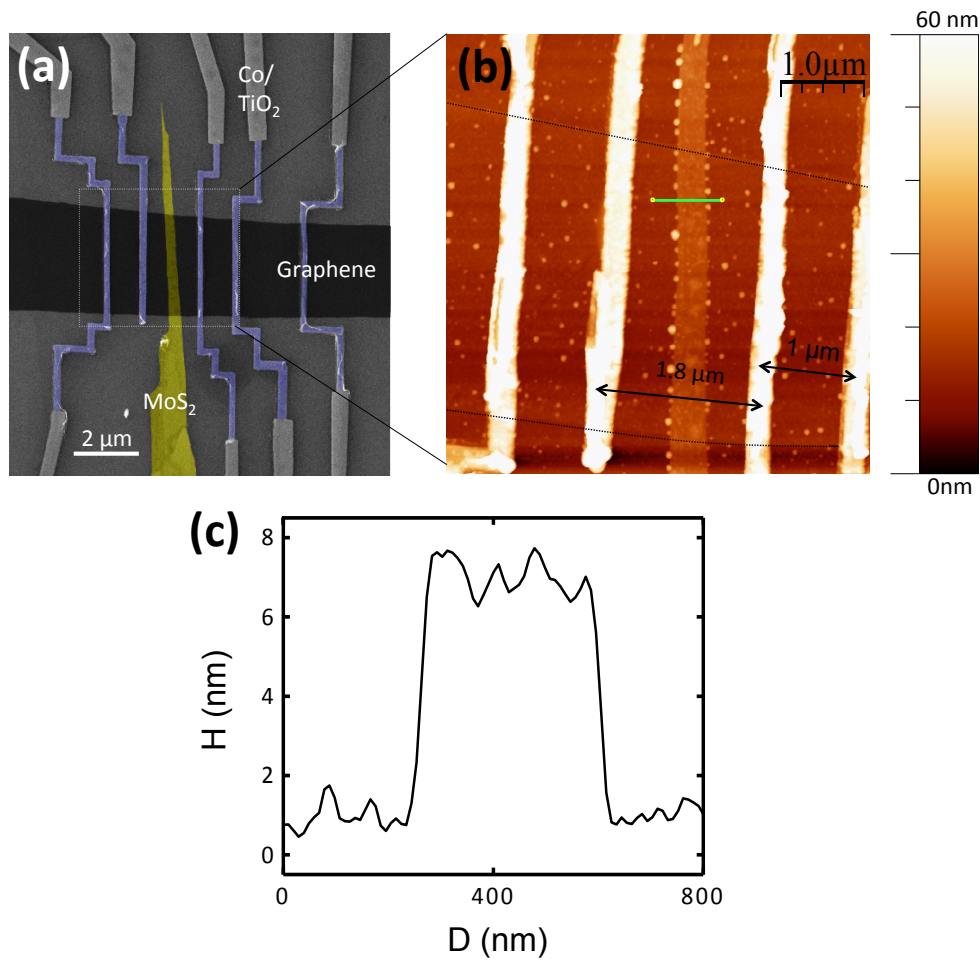 (a)
Co/
TiO2
Graphene
MoS2
2 μm
(b)
1.0μm
1.8 μm
1 μm
60 nm
0nm
(c)
8
6
4
2
0
H (nm)
0
400
800
D (nm)